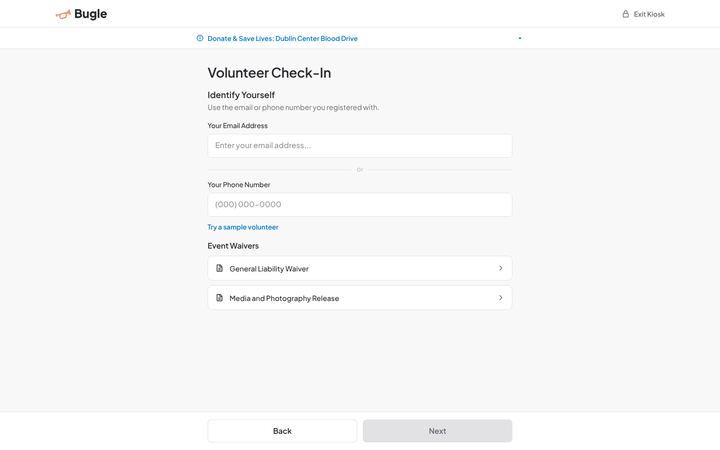 Bugle
Exit Kiosk
Donate & Save Lives: Dublin Center Blood Drive
Volunteer Check-In
Identify Yourself
Use the email or phone number you registered with.
Your Email Address
Enter your email address...
or
Your Phone Number
(000) 000-0000
Try a sample volunteer
Event Waivers
General Liability Waiver
Media and Photography Release
Back
Next